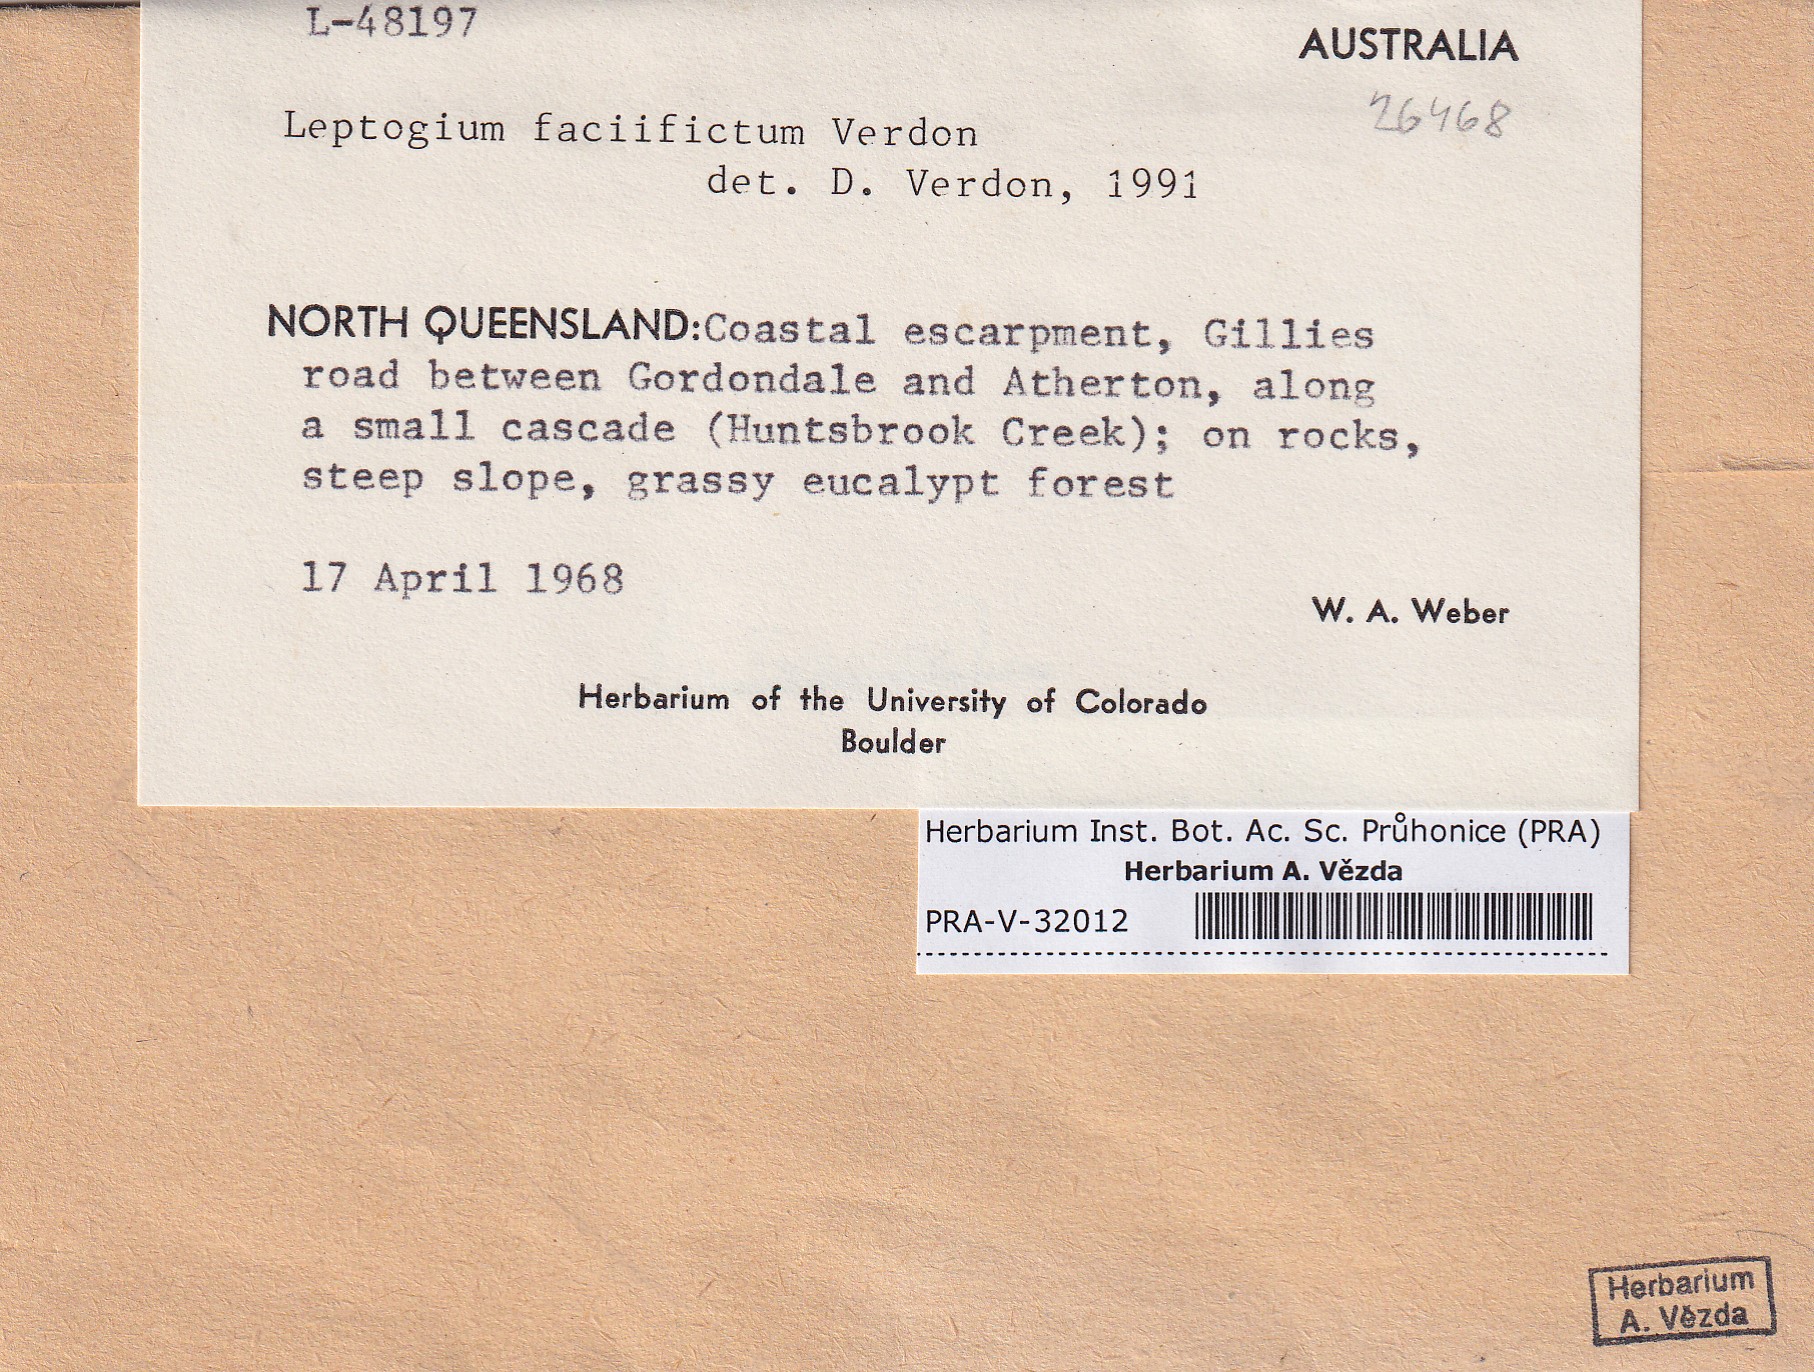 L-48197
AUSTRALIA
26468
Leptogium faciifictum Verdon
det. D. Verdon, 1991
NORTH QUEENSLAND:Coastal escarpment, Gillies
road between Gordondale and Atherton, along
a small cascade (Huntsbrook Creek); on rocks,
steep slope, grassy eucalypt forest
17 April 1968
W. A. Weber
Herbarium of the University of Colorado
Boulder
Herbarium Inst. Bot. Ac. Sc. Průhonice (PRA)
Herbarium A. Vězda
PRA-V-32012
Herbarium
A. Vězda